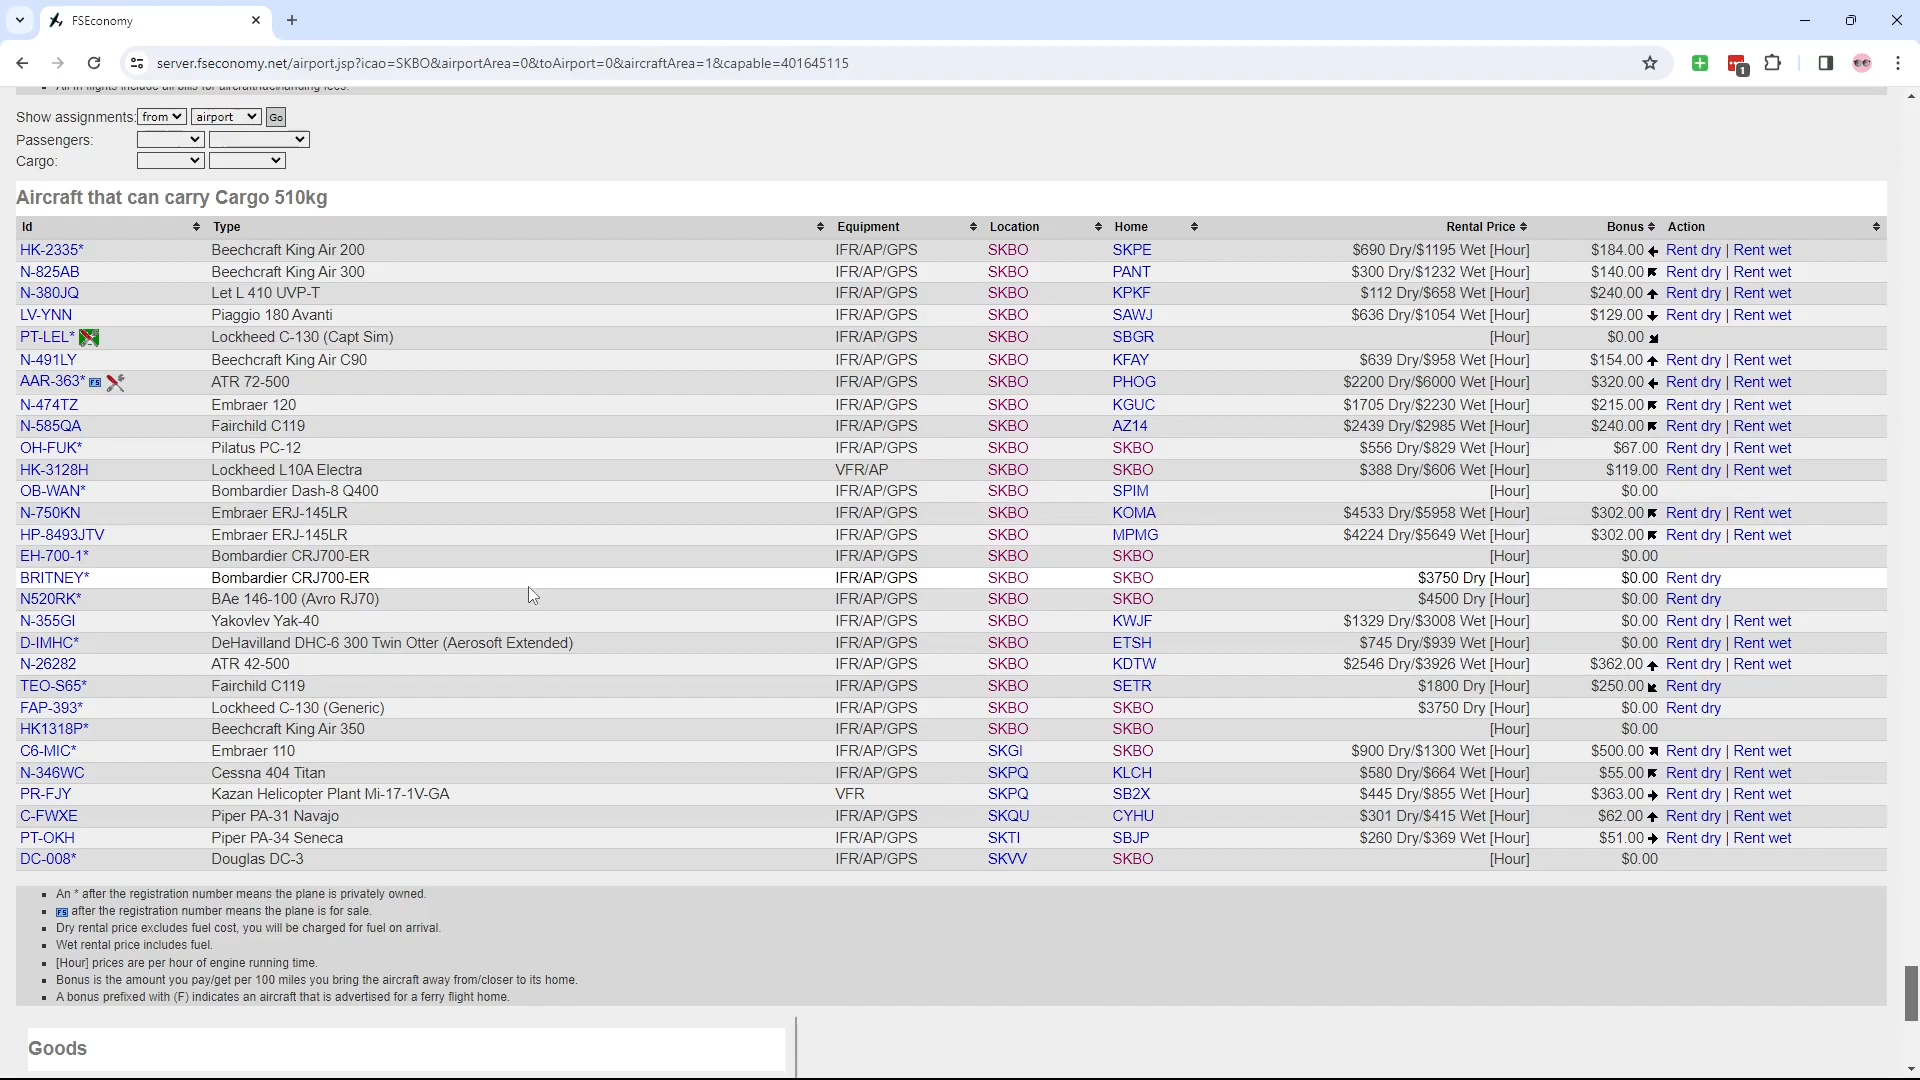 FSEconomy
server.fseconomy.net/airport.jsp?icao=SKBO&airportArea=0&toAirport=0&aircraftArea=1&capable=401645115
1
All in flights include all bills for aircraft/fuel/landing fees.
Show assignments: from airport Go
Passengers:
Cargo:
Aircraft that can carry Cargo 510kg
Id Type Equipment Location Home Rental Price Bonus Action
HK-2335* Beechcraft King Air 200 IFR/AP/GPS SKBO SKPE $690 Dry/$1195 Wet [Hour] $184.00 Rent dry | Rent wet
N-825AB Beechcraft King Air 300 IFR/AP/GPS SKBO PANT $300 Dry/$1232 Wet [Hour] $140.00 Rent dry | Rent wet
N-380JQ Let L 410 UVP-T IFR/AP/GPS SKBO KPKF $112 Dry/$658 Wet [Hour] $240.00 Rent dry | Rent wet
LV-YNN Piaggio 180 Avanti IFR/AP/GPS SKBO SAWJ $636 Dry/$1054 Wet [Hour] $129.00 Rent dry | Rent wet
PT-LEL* Lockheed C-130 (Capt Sim) IFR/AP/GPS SKBO SBGR [Hour] $0.00
N-491LY Beechcraft King Air C90 IFR/AP/GPS SKBO KFAY $639 Dry/$958 Wet [Hour] $154.00 Rent dry | Rent wet
AAR-363* FS ATR 72-500 IFR/AP/GPS SKBO PHOG $2200 Dry/$6000 Wet [Hour] $320.00 Rent dry | Rent wet
N-474TZ Embraer 120 IFR/AP/GPS SKBO KGUC $1705 Dry/$2230 Wet [Hour] $215.00 Rent dry | Rent wet
N-585QA Fairchild C119 IFR/AP/GPS SKBO AZ14 $2439 Dry/$2985 Wet [Hour] $240.00 Rent dry | Rent wet
OH-FUK* Pilatus PC-12 IFR/AP/GPS SKBO SKBO $556 Dry/$829 Wet [Hour] $67.00 Rent dry | Rent wet
HK-3128H Lockheed L10A Electra VFR/AP SKBO SKBO $388 Dry/$606 Wet [Hour] $119.00 Rent dry | Rent wet
OB-WAN* Bombardier Dash-8 Q400 IFR/AP/GPS SKBO SPIM [Hour] $0.00
N-750KN Embraer ERJ-145LR IFR/AP/GPS SKBO KOMA $4533 Dry/$5958 Wet [Hour] $302.00 Rent dry | Rent wet
HP-8493JTV Embraer ERJ-145LR IFR/AP/GPS SKBO MPMG $4224 Dry/$5649 Wet [Hour] $302.00 Rent dry | Rent wet
EH-700-1* Bombardier CRJ700-ER IFR/AP/GPS SKBO SKBO [Hour] $0.00
BRITNEY* Bombardier CRJ700-ER IFR/AP/GPS SKBO SKBO $3750 Dry [Hour] $0.00 Rent dry
N520RK* BAe 146-100 (Avro RJ70) IFR/AP/GPS SKBO SKBO $4500 Dry [Hour] $0.00 Rent dry
N-355GI Yakovlev Yak-40 IFR/AP/GPS SKBO KWJF $1329 Dry/$3008 Wet [Hour] $0.00 Rent dry | Rent wet
D-IMHC* DeHavilland DHC-6 300 Twin Otter (Aerosoft Extended) IFR/AP/GPS SKBO ETSH $745 Dry/$939 Wet [Hour] $0.00 Rent dry | Rent wet
N-26282 ATR 42-500 IFR/AP/GPS SKBO KDTW $2546 Dry/$3926 Wet [Hour] $362.00 Rent dry | Rent wet
TEO-S65* Fairchild C119 IFR/AP/GPS SKBO SETR $1800 Dry [Hour] $250.00 Rent dry
FAP-393* Lockheed C-130 (Generic) IFR/AP/GPS SKBO SKBO $3750 Dry [Hour] $0.00 Rent dry
HK1318P* Beechcraft King Air 350 IFR/AP/GPS SKBO SKBO [Hour] $0.00
C6-MIC* Embraer 110 IFR/AP/GPS SKGI SKBO $900 Dry/$1300 Wet [Hour] $500.00 Rent dry | Rent wet
N-346WC Cessna 404 Titan IFR/AP/GPS SKPQ KLCH $580 Dry/$664 Wet [Hour] $55.00 Rent dry | Rent wet
PR-FJY Kazan Helicopter Plant Mi-17-1V-GA VFR SKPQ SB2X $445 Dry/$855 Wet [Hour] $363.00 Rent dry | Rent wet
C-FWXE Piper PA-31 Navajo IFR/AP/GPS SKQU CYHU $301 Dry/$415 Wet [Hour] $62.00 Rent dry | Rent wet
PT-OKH Piper PA-34 Seneca IFR/AP/GPS SKTI SBJP $260 Dry/$369 Wet [Hour] $51.00 Rent dry | Rent wet
DC-008* Douglas DC-3 IFR/AP/GPS SKVV SKBO [Hour] $0.00
An * after the registration number means the plane is privately owned.
FS after the registration number means the plane is for sale.
Dry rental price excludes fuel cost, you will be charged for fuel on arrival.
Wet rental price includes fuel.
[Hour] prices are per hour of engine running time.
Bonus is the amount you pay/get per 100 miles you bring the aircraft away from/closer to its home.
A bonus prefixed with (F) indicates an aircraft that is advertised for a ferry flight home.
Goods